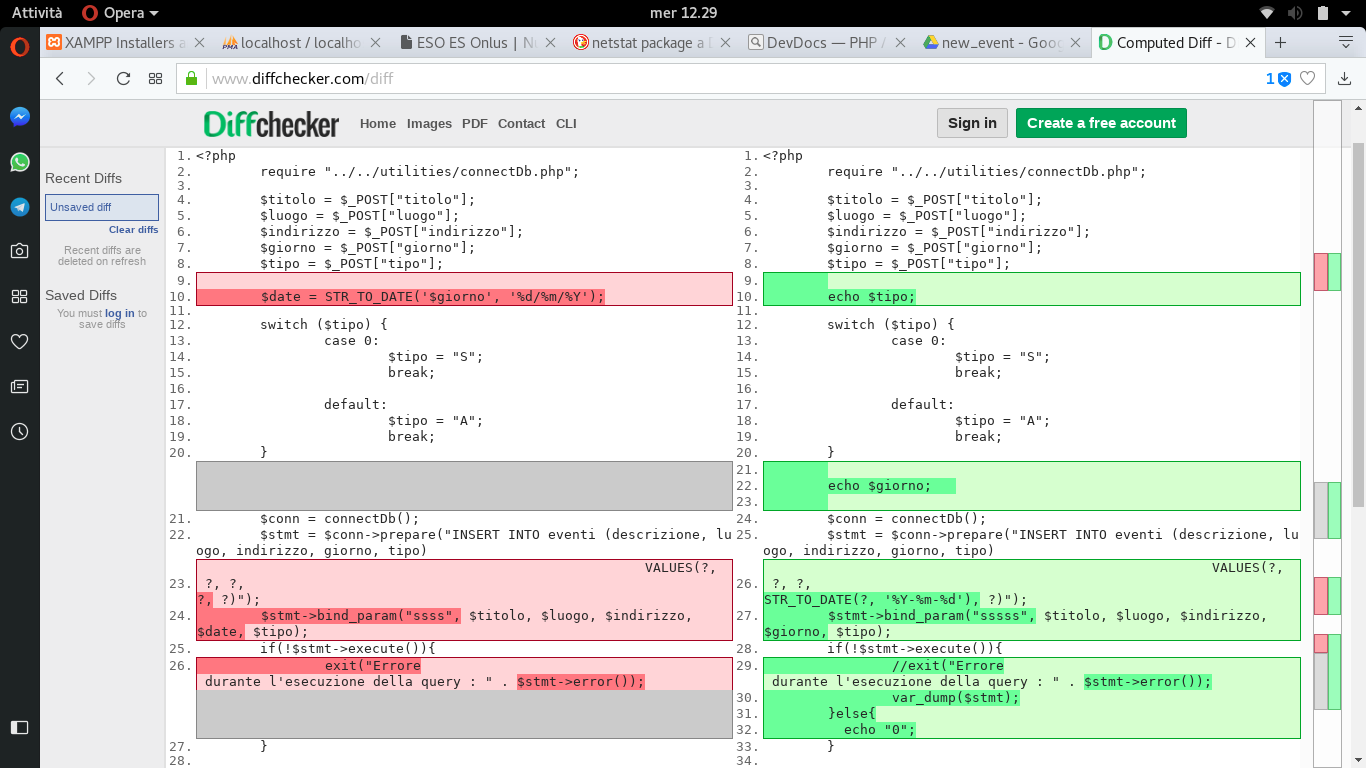 Attività Opera mer 12.29
XAMPP Installers a localhost / localho ESO ES Onlus | Nu netstat package a D DevDocs — PHP / new_event - Goog Computed Diff - D
www.diffchecker.com/diff 1
Diffchecker Home Images PDF Contact CLI Sign in Create a free account
Recent Diffs
Unsaved diff
Clear diffs
Recent diffs are
deleted on refresh
Saved Diffs
You must log in to
save diffs
1. <?php
2. require "../../utilities/connectDb.php";
3.
4. $titolo = $_POST["titolo"];
5. $luogo = $_POST["luogo"];
6. $indirizzo = $_POST["indirizzo"];
7. $giorno = $_POST["giorno"];
8. $tipo = $_POST["tipo"];
9.
10. $date = STR_TO_DATE('$giorno', '%d/%m/%Y');
11.
12. switch ($tipo) {
13. case 0:
14. $tipo = "S";
15. break;
16.
17. default:
18. $tipo = "A";
19. break;
20. }
21. $conn = connectDb();
22. $stmt = $conn->prepare("INSERT INTO eventi (descrizione, lu
ogo, indirizzo, giorno, tipo)
VALUES(?,
23. ?, ?,
?, ?)");
24. $stmt->bind_param("ssss", $titolo, $luogo, $indirizzo,
$date, $tipo);
25. if(!$stmt->execute()){
26. exit("Errore
durante l'esecuzione della query : " . $stmt->error());
27. }
28.
1. <?php
2. require "../../utilities/connectDb.php";
3.
4. $titolo = $_POST["titolo"];
5. $luogo = $_POST["luogo"];
6. $indirizzo = $_POST["indirizzo"];
7. $giorno = $_POST["giorno"];
8. $tipo = $_POST["tipo"];
9.
10. echo $tipo;
11.
12. switch ($tipo) {
13. case 0:
14. $tipo = "S";
15. break;
16.
17. default:
18. $tipo = "A";
19. break;
20. }
21.
22. echo $giorno;
23.
24. $conn = connectDb();
25. $stmt = $conn->prepare("INSERT INTO eventi (descrizione, lu
ogo, indirizzo, giorno, tipo)
VALUES(?,
26. ?, ?,
STR_TO_DATE(?, '%Y-%m-%d'), ?)");
27. $stmt->bind_param("sssss", $titolo, $luogo, $indirizzo,
$giorno, $tipo);
28. if(!$stmt->execute()){
29. //exit("Errore
durante l'esecuzione della query : " . $stmt->error());
30. var_dump($stmt);
31. }else{
32. echo "0";
33. }
34.